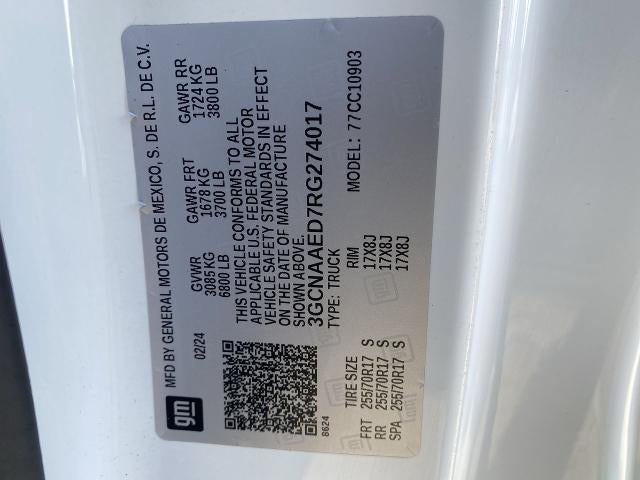 gm
MFD BY GENERAL MOTORS DE MEXICO, S. DE R.L. DE C.V.
02/24
GVWR GAWR FRT GAWR RR
3085 KG 1678 KG 1724 KG
6800 LB 3700 LB 3800 LB
THIS VEHICLE CONFORMS TO ALL
APPLICABLE U.S. FEDERAL MOTOR
VEHICLE SAFETY STANDARDS IN EFFECT
ON THE DATE OF MANUFACTURE
SHOWN ABOVE.
3GCNAAED7RG274017
TYPE: TRUCK MODEL: 77CC10903
8624
TIRE SIZE RIM
FRT 255/70R17 S 17X8J
RR 255/70R17 S 17X8J
SPA 255/70R17 S 17X8J